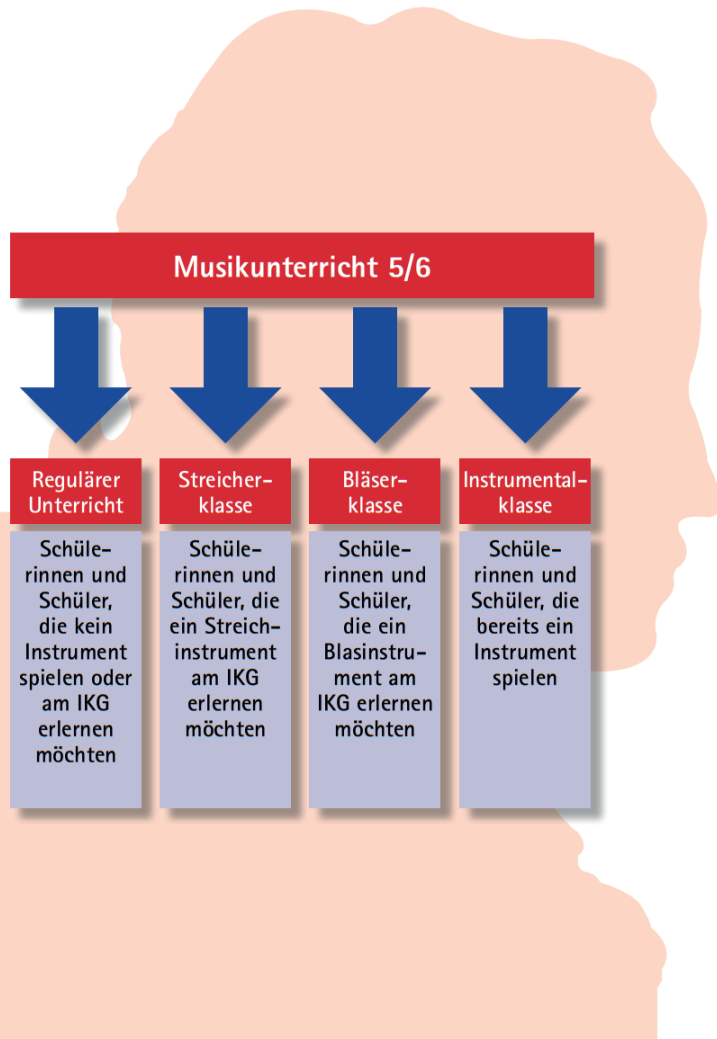 Musikunterricht 5/6
Regulärer
Unterricht
Schüle-
rinnen und
Schüler,
die kein
Instrument
spielen oder
am IKG
erlernen
möchten
Streicher-
klasse
Schüle-
rinnen und
Schüler, die
ein Streich-
instrument
am IKG
erlernen
möchten
Bläser-
klasse
Schüle-
rinnen und
Schüler,
die ein
Blasinstru-
ment am
IKG erlernen
möchten
Instrumental-
klasse
Schüle-
rinnen und
Schüler, die
bereits ein
Instrument
spielen